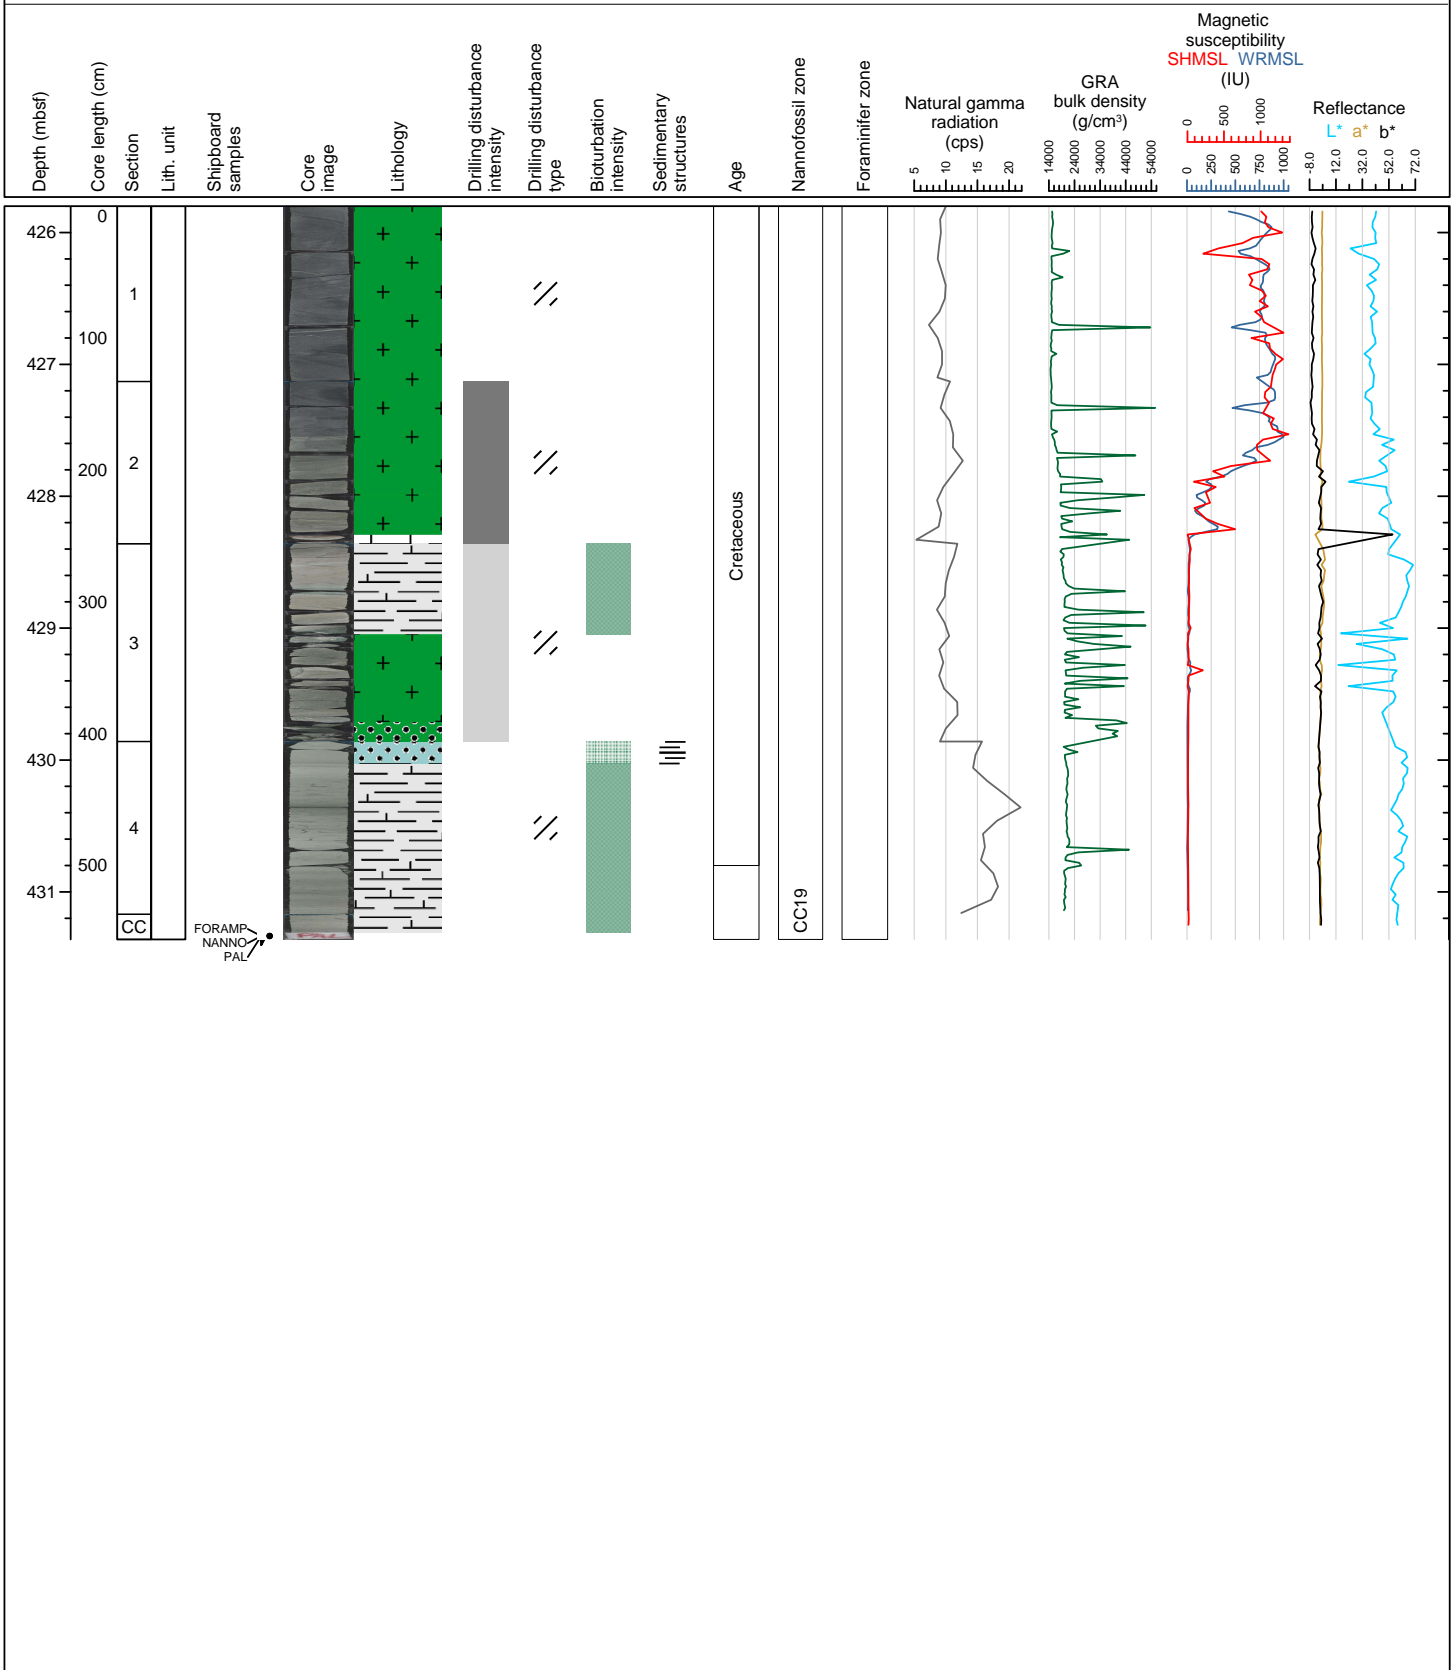 Depth (mbsf)
Core length (cm)
Section
Lith. unit
Shipboard
samples
Core
image
Lithology
Drilling disturbance
intensity
Drilling disturbance
type
Bioturbation
intensity
Sedimentary
structures
Age
Nannofossil zone
Foraminifer zone
Natural gamma
radiation
(cps)
5 10 15 20
GRA
bulk density
(g/cm³)
14000 24000 34000 44000 54000
Magnetic
susceptibility
SHMSL WRMSL
(IU)
0 500 1000
0 250 500 750 1000
Reflectance
L* a* b*
-8.0 12.0 32.0 52.0 72.0
0
426
1
100
427
2
200
428
Cretaceous
300
429
3
400
430
4
500
431
CC19
CC
FORAMP
NANNO
PAL
PAL